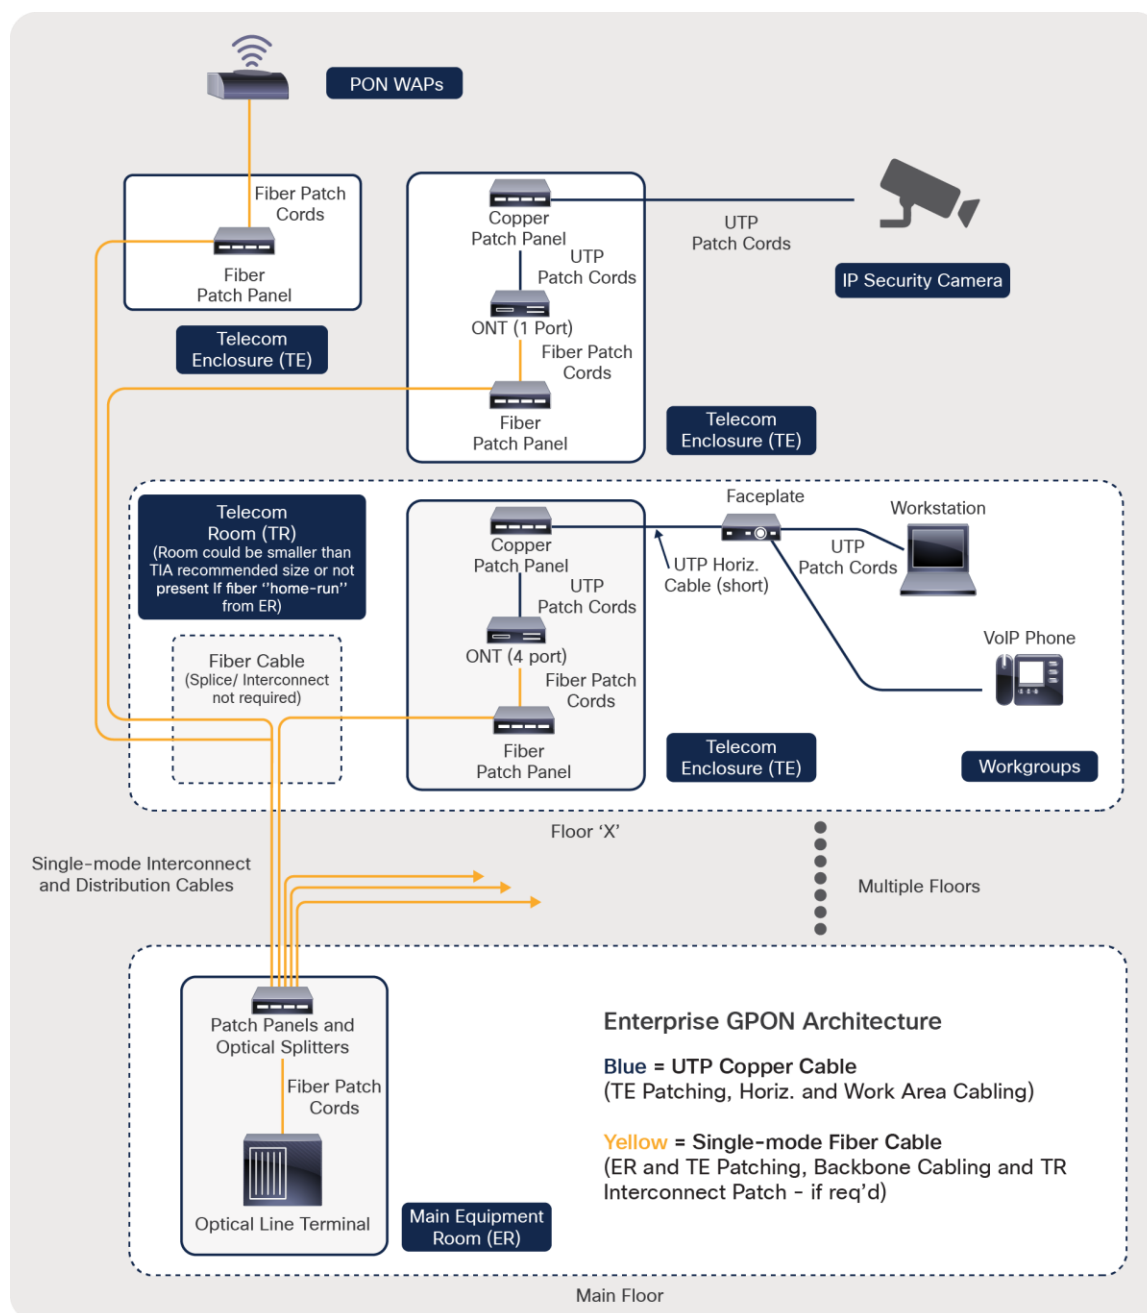 PON WAPs
Fiber Patch
Cords
Fiber
Patch Panel
Telecom
Enclosure (TE)
Copper
Patch Panel
UTP
Patch Cords
ONT (1 Port)
Fiber Patch
Cords
Fiber
Patch Panel
UTP
Patch Cords
IP Security Camera
Telecom
Enclosure (TE)
Telecom
Room (TR)
(Room could be smaller than
TIA recommended size or not
present If fiber "home-run"
from ER)
Fiber Cable
(Splice/ Interconnect
not required)
Copper
Patch Panel
UTP
Patch Cords
ONT (4 port)
Fiber Patch
Cords
Fiber
Patch Panel
Faceplate
UTP Horiz.
Cable (short)
Workstation
UTP
Patch Cords
VoIP Phone
Telecom
Enclosure (TE)
Workgroups
Floor ‘X’
Single-mode Interconnect
and Distribution Cables
Multiple Floors
Patch Panels and
Optical Splitters
Fiber Patch
Cords
Optical Line Terminal
Main Equipment
Room (ER)
Enterprise GPON Architecture
Blue = UTP Copper Cable
(TE Patching, Horiz. and Work Area Cabling)
Yellow = Single-mode Fiber Cable
(ER and TE Patching, Backbone Cabling and TR
Interconnect Patch - if req'd)
Main Floor